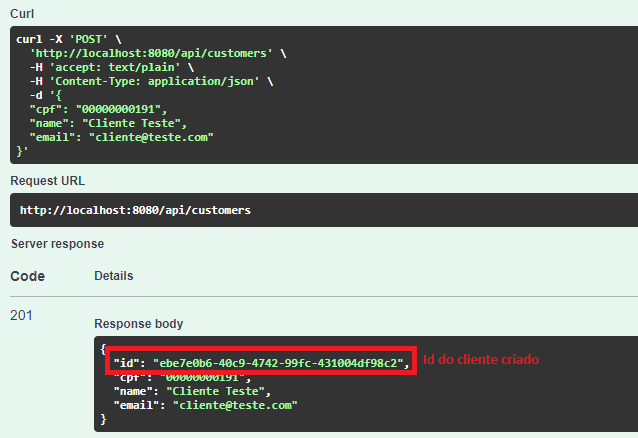 Curl
curl -X 'POST' \
  'http://localhost:8080/api/customers' \
  -H 'accept: text/plain' \
  -H 'Content-Type: application/json' \
  -d '{
  "cpf": "00000000191",
  "name": "Cliente Teste",
  "email": "cliente@teste.com"
}'
Request URL
http://localhost:8080/api/customers
Server response
Code Details
201
Response body
{
  "id": "ebe7e0b6-40c9-4742-99fc-431004df98c2", Id do cliente criado
  "cpf": "00000000191",
  "name": "Cliente Teste",
  "email": "cliente@teste.com"
}